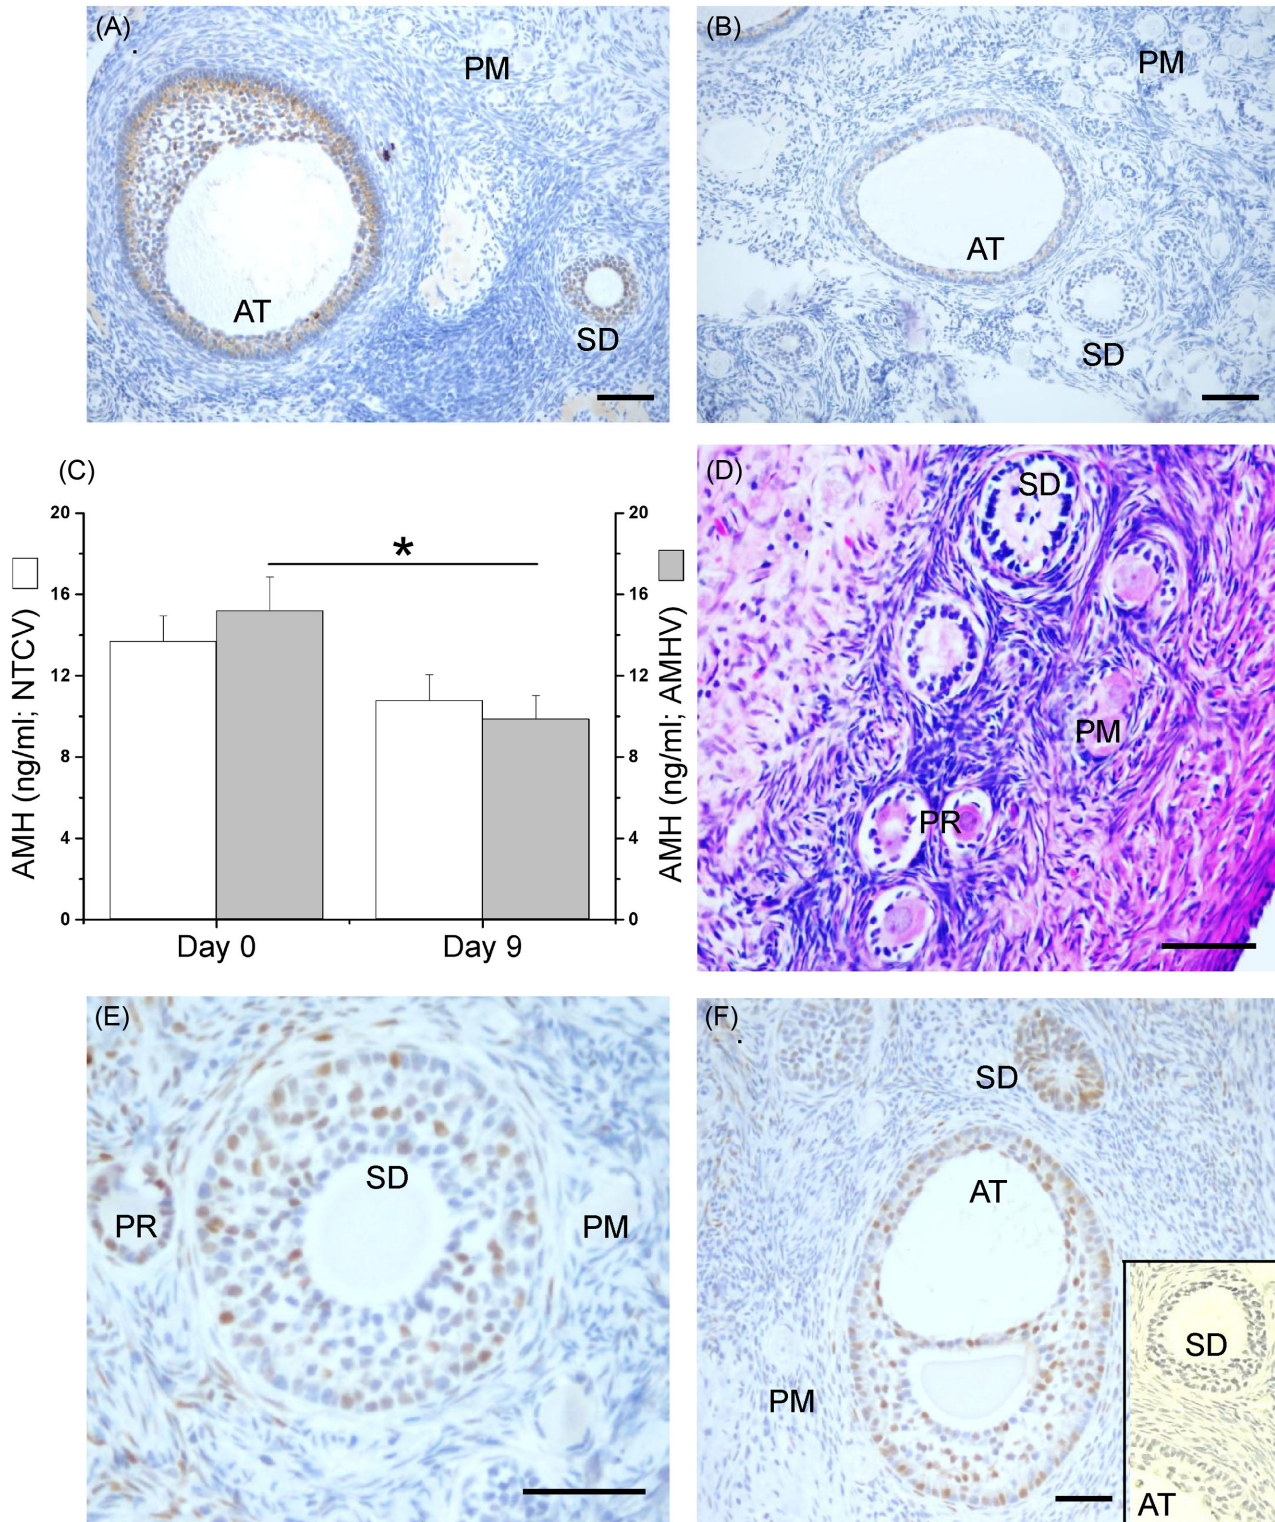 (A)
PM
AT
SD
(B)
PM
AT
SD
(C)
20
16
12
8
4
0
AMH (ng/ml; NTCV)
*
20
16
12
8
4
0
AMH (ng/ml; AMHV)
Day 0 Day 9
(D)
SD
PM
PR
(E)
SD
PR
PM
(F)
SD
AT
PM
SD
AT